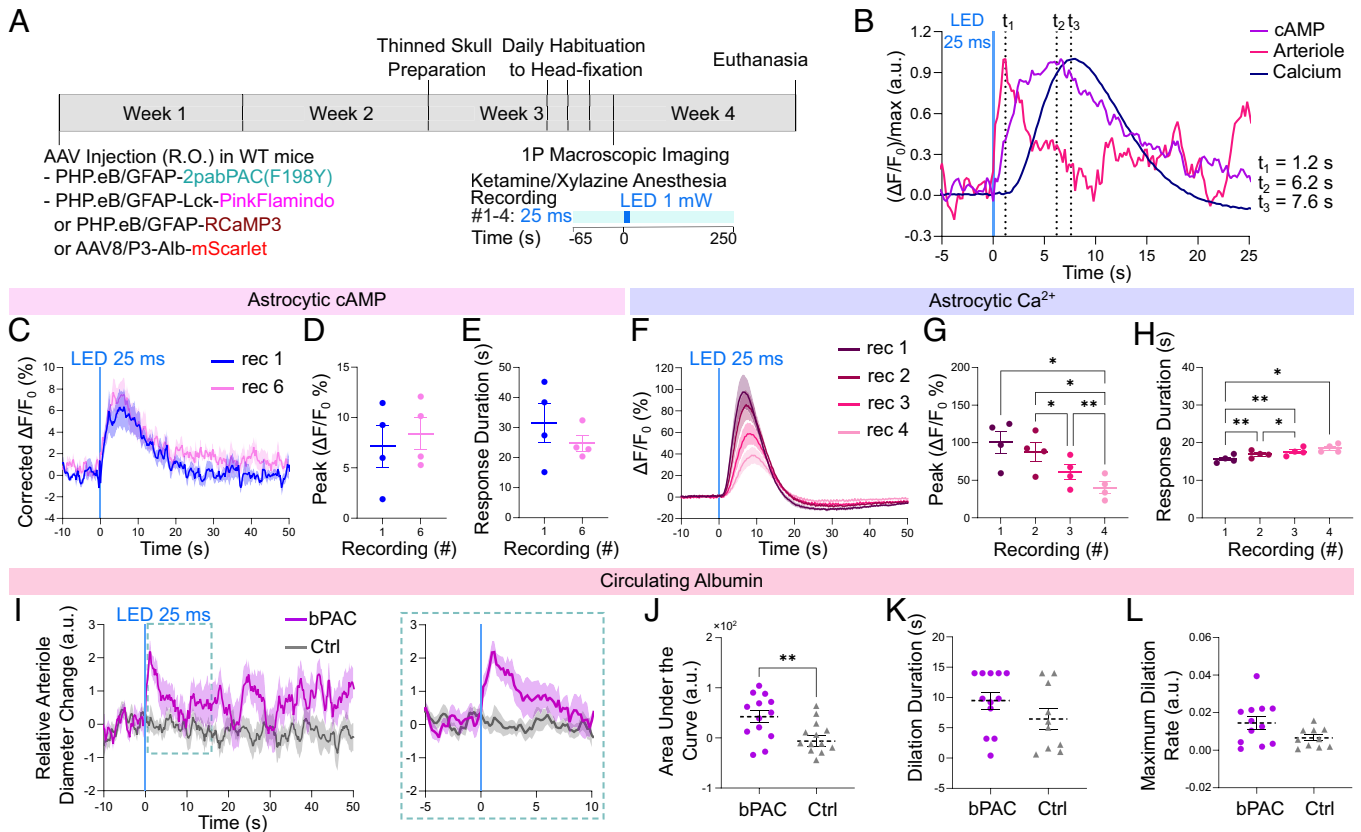 A
Thinned Skull
Preparation
Daily Habituation
to Head-fixation
Euthanasia
Week 1
Week 2
Week 3
Week 4
AAV Injection (R.O.) in WT mice
- PHP.eB/GFAP-2pabPAC(F198Y)
- PHP.eB/GFAP-Lck-PinkFlamindo
or PHP.eB/GFAP-RCaMP3
or AAV8/P3-Alb-mScarlet
1P Macroscopic Imaging
Ketamine/Xylazine Anesthesia
Recording
#1-4: 25 ms
LED 1 mW
Time (s)
-65 0 250
B
LED
25 ms
t1 t2 t3
cAMP
Arteriole
Calcium
(ΔF/F0)/max (a.u.)
1.2
0.9
0.6
0.3
0.0
-0.3
-5 0 5 10 15 20 25
Time (s)
t1 = 1.2 s
t2 = 6.2 s
t3 = 7.6 s
Astrocytic cAMP
Astrocytic Ca2+
C
LED 25 ms
rec 1
rec 6
Corrected ΔF/F0 (%)
10
8
6
4
2
0
-2
-4
-10 0 10 20 30 40 50
Time (s)
D
Peak (ΔF/F0 %)
15
10
5
0
1 6
Recording (#)
E
Response Duration (s)
50
40
30
20
10
0
1 6
Recording (#)
F
LED 25 ms
rec 1
rec 2
rec 3
rec 4
ΔF/F0 (%)
120
100
80
60
40
20
0
-20
-10 0 10 20 30 40 50
Time (s)
G
Peak (ΔF/F0 %)
200
150
100
50
0
*
*
* **
1 2 3 4
Recording (#)
H
Response Duration (s)
40
30
20
10
0
*
**
** *
1 2 3 4
Recording (#)
Circulating Albumin
I
LED 25 ms
bPAC
Ctrl
Relative Arteriole
Diameter Change (a.u.)
3
2
1
0
-1
-2
-10 0 10 20 30 40 50
Time (s)
3
2
1
0
-1
-2
-5 0 5 10
J
×10²
Area Under the
Curve (a.u.)
2
1
0
-1
**
bPAC Ctrl
K
Dilation Duration (s)
20
15
10
5
0
-5
bPAC Ctrl
L
Maximum Dilation
Rate (a.u.)
0.06
0.04
0.02
0.00
-0.02
bPAC Ctrl